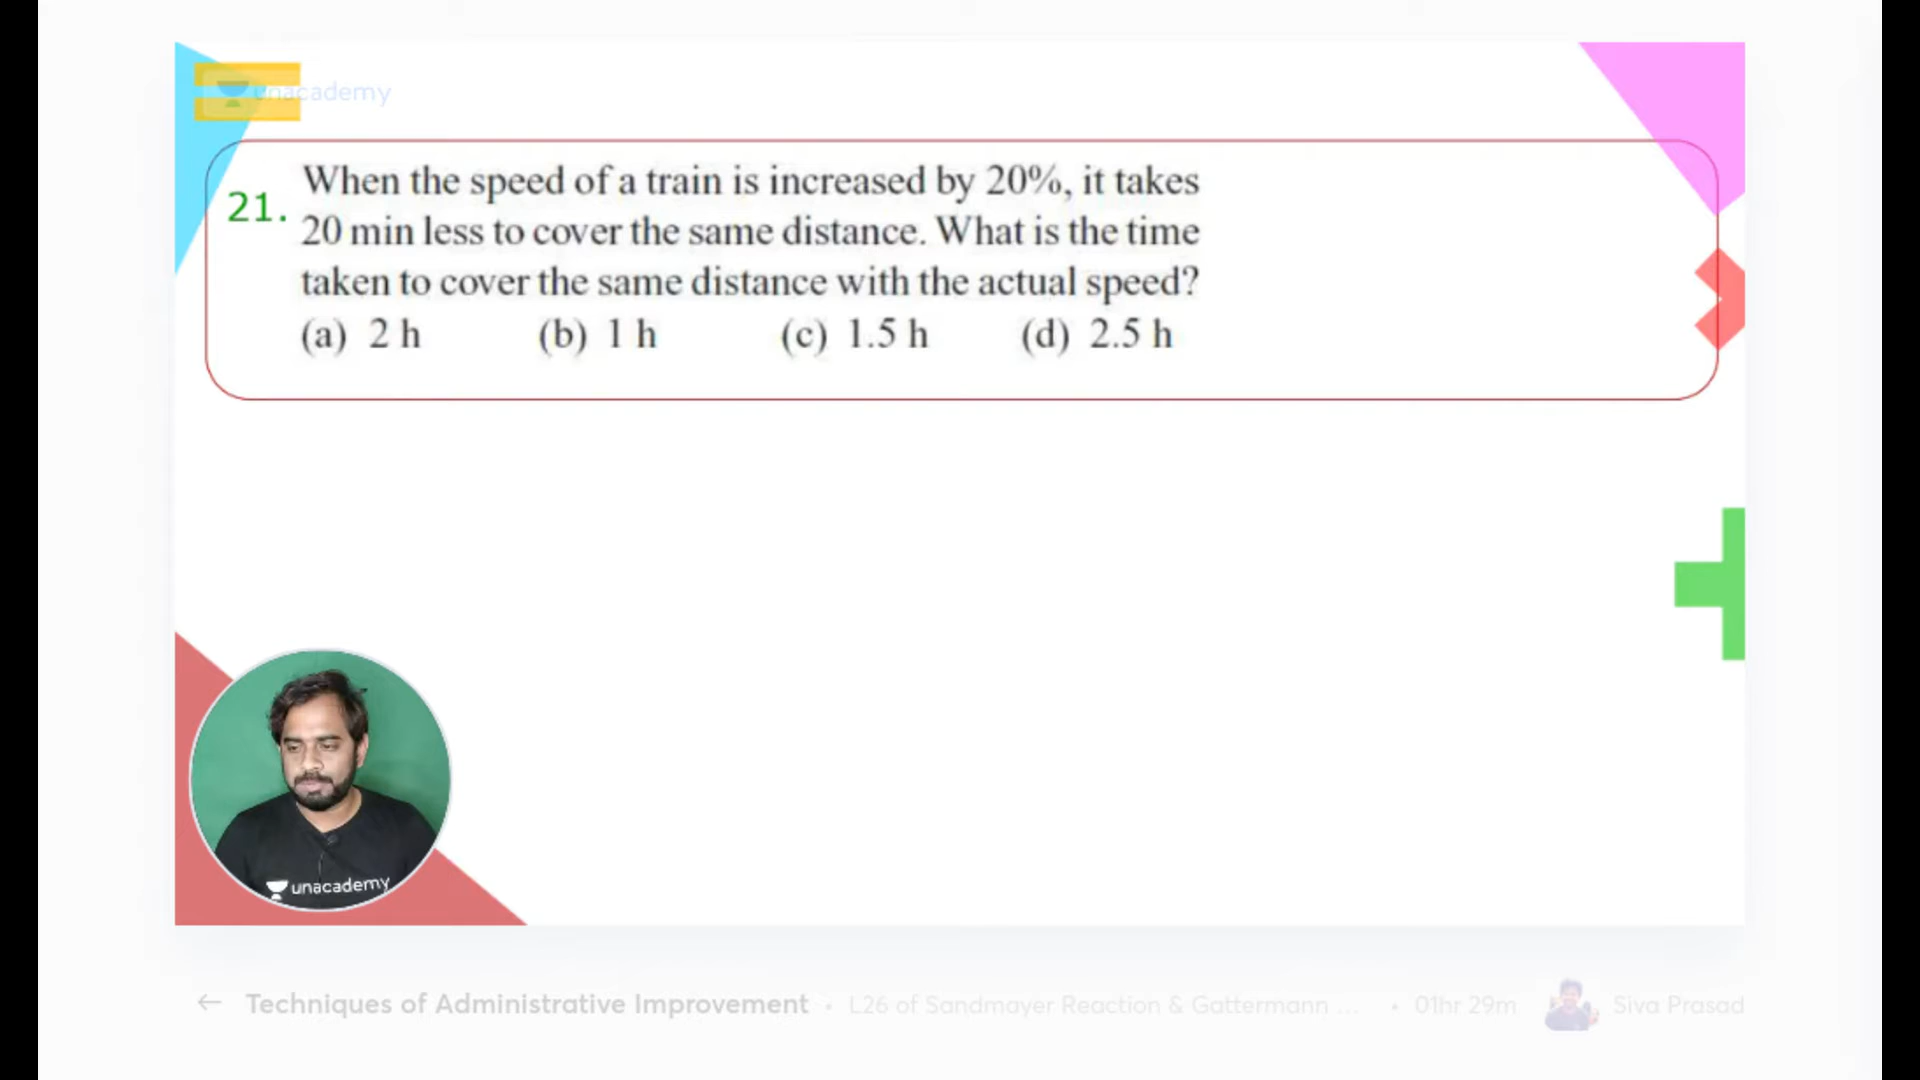 unacademy
21. When the speed of a train is increased by 20%, it takes
20 min less to cover the same distance. What is the time
taken to cover the same distance with the actual speed?
(a) 2 h (b) 1 h (c) 1.5 h (d) 2.5 h
unacademy
← Techniques of Administrative Improvement • L26 of Sandmayer Reaction & Gattermann ... • 01hr 29m Siva Prasad